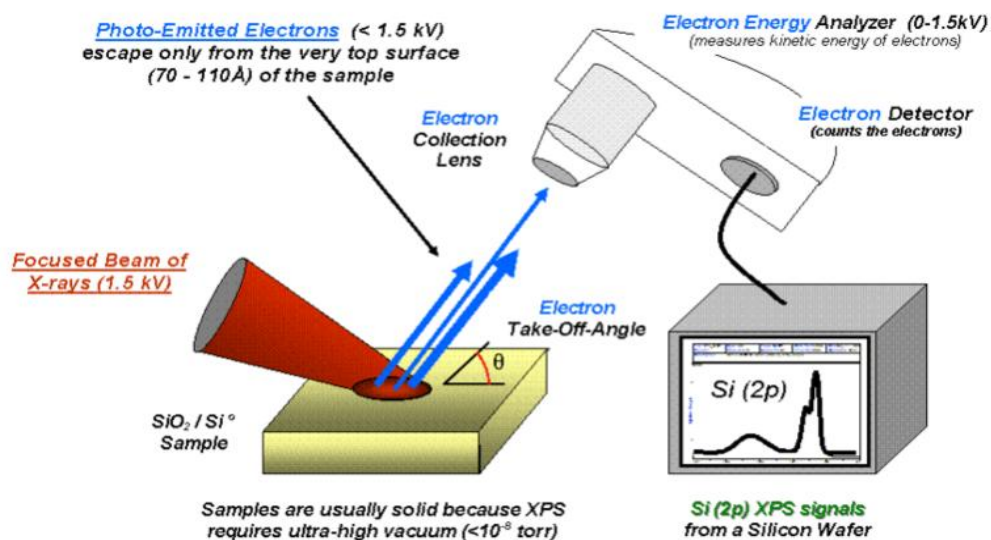 Photo-Emitted Electrons (< 1.5 kV)
escape only from the very top surface
(70 - 110Å) of the sample
Electron Energy Analyzer (0-1.5kV)
(measures kinetic energy of electrons)
Electron Detector
(counts the electrons)
Electron
Collection
Lens
Focused Beam of
X-rays (1.5 kV)
Electron
Take-Off-Angle
θ
SiO₂ / Si°
Sample
Si (2p)
Samples are usually solid because XPS
requires ultra-high vacuum (<10⁻⁸ torr)
Si (2p) XPS signals
from a Silicon Wafer